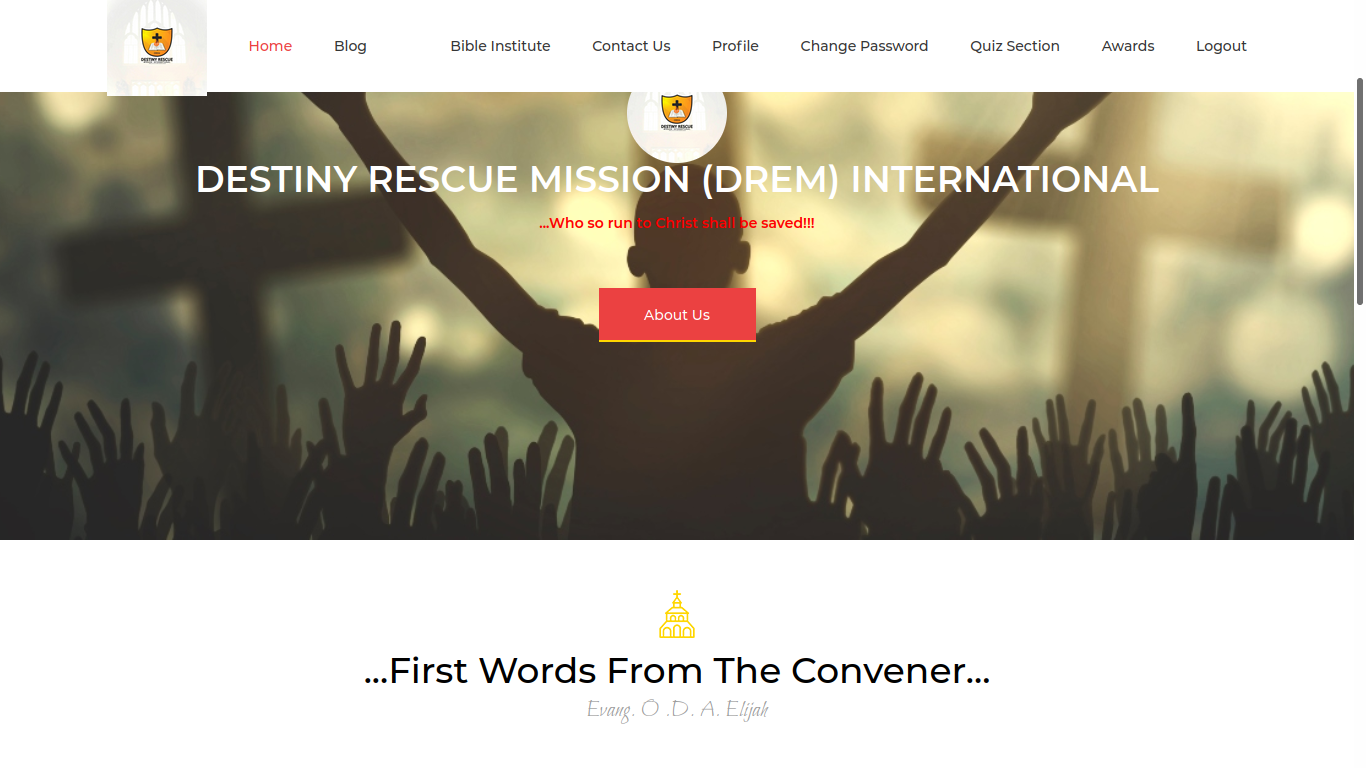 DESTINY RESCUE
Home Blog Bible Institute Contact Us Profile Change Password Quiz Section Awards Logout
DESTINY RESCUE
DESTINY RESCUE MISSION (DREM) INTERNATIONAL
...Who so run to Christ shall be saved!!!
About Us
...First Words From The Convener...
Evang. O .D. A. Elijah